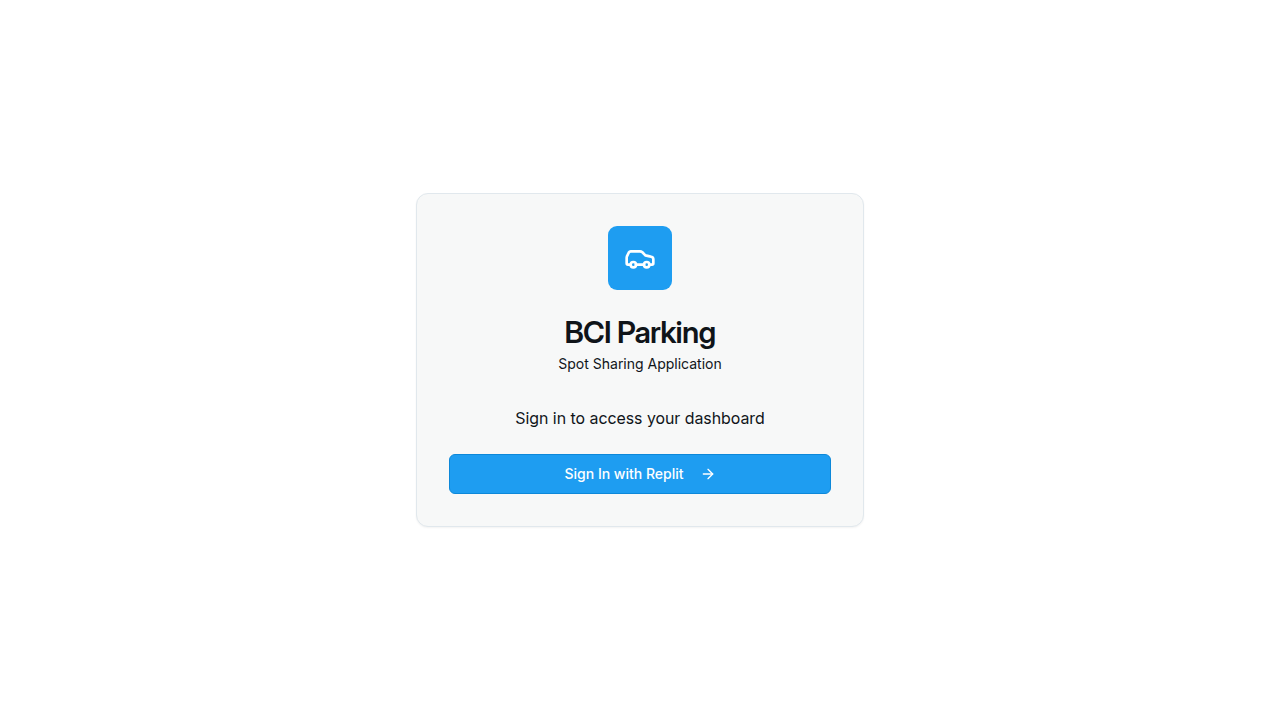 BCI Parking
Spot Sharing Application
Sign in to access your dashboard
Sign In with Replit